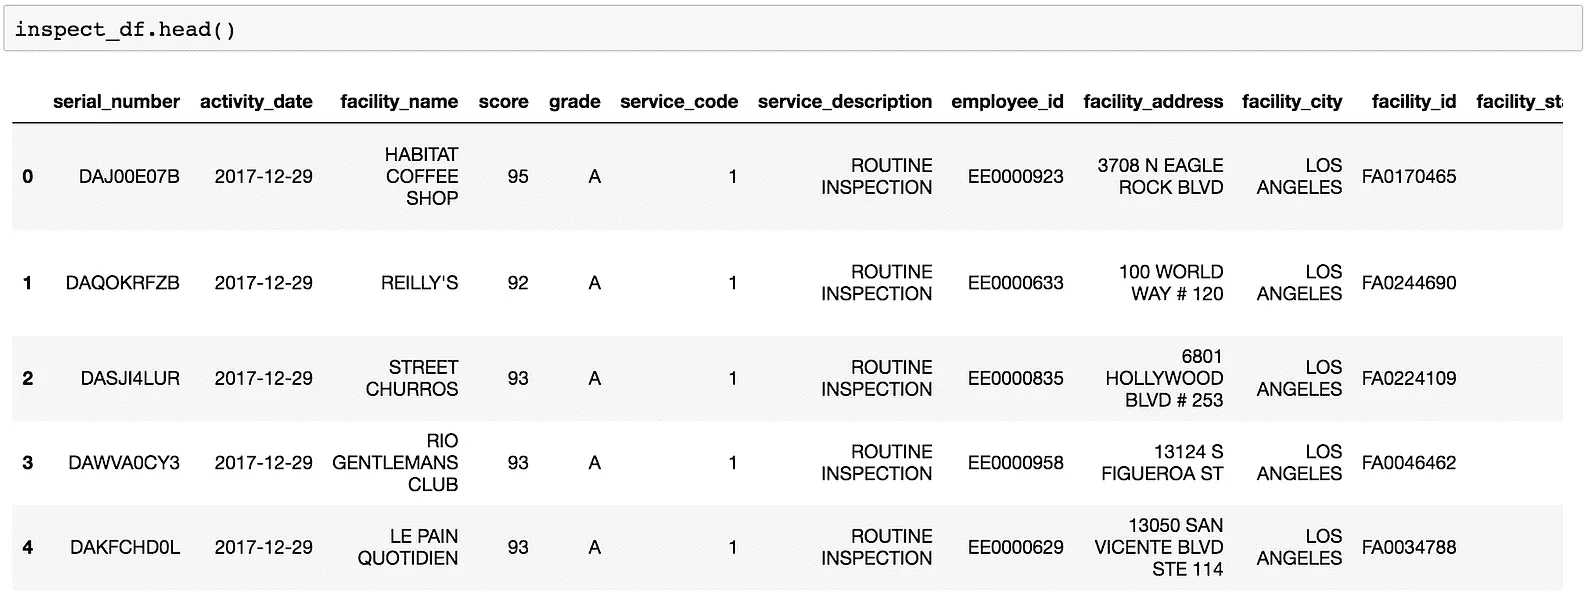 inspect_df.head()
serial_number activity_date facility_name score grade service_code service_description employee_id facility_address facility_city facility_id facility_sta
0 DAJ00E07B 2017-12-29 HABITAT COFFEE SHOP 95 A 1 ROUTINE INSPECTION EE0000923 3708 N EAGLE ROCK BLVD LOS ANGELES FA0170465
1 DAQOKRFZB 2017-12-29 REILLY'S 92 A 1 ROUTINE INSPECTION EE0000633 100 WORLD WAY # 120 LOS ANGELES FA0244690
2 DASJI4LUR 2017-12-29 STREET CHURROS 93 A 1 ROUTINE INSPECTION EE0000835 6801 HOLLYWOOD BLVD # 253 LOS ANGELES FA0224109
3 DAWVA0CY3 2017-12-29 RIO GENTLEMANS CLUB 93 A 1 ROUTINE INSPECTION EE0000958 13124 S FIGUEROA ST LOS ANGELES FA0046462
4 DAKFCHD0L 2017-12-29 LE PAIN QUOTIDIEN 93 A 1 ROUTINE INSPECTION EE0000629 13050 SAN VICENTE BLVD STE 114 LOS ANGELES FA0034788